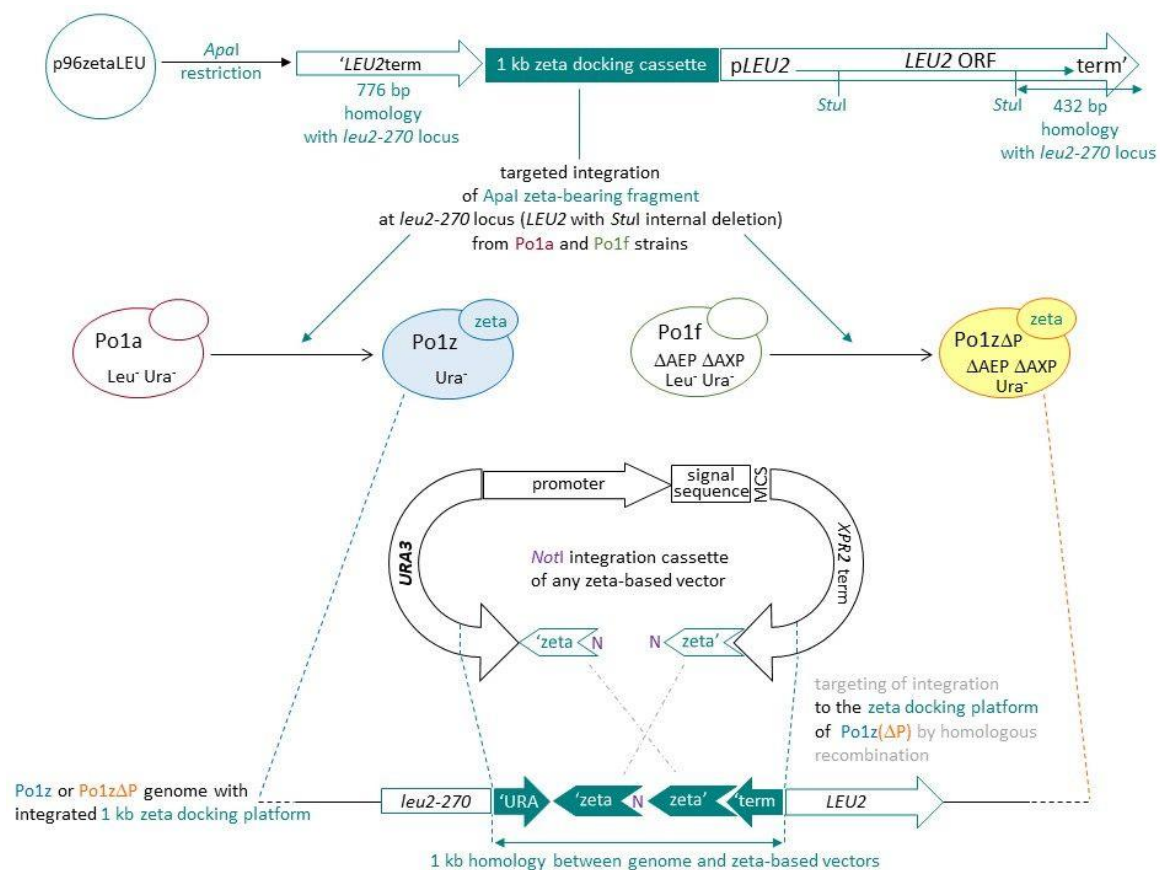 p96zetaLEU
ApaI
restriction
‘LEU2term
776 bp
homology
with leu2-270 locus
1 kb zeta docking cassette
pLEU2
LEU2 ORF
term’
StuI
StuI
432 bp
homology
with leu2-270 locus
targeted integration
of ApaI zeta-bearing fragment
at leu2-270 locus (LEU2 with StuI internal deletion)
from Po1a and Po1f strains
Po1a
Leu⁻ Ura⁻
zeta
Po1z
Ura⁻
Po1f
ΔAEP ΔAXP
Leu⁻ Ura⁻
zeta
Po1zΔP
ΔAEP ΔAXP
Ura⁻
promoter
signal
sequence
MCS
URA3
XPR2 term
NotI integration cassette
of any zeta-based vector
‘zeta
N
N
zeta’
targeting of integration
to the zeta docking platform
of Po1z(ΔP) by homologous
recombination
Po1z or Po1zΔP genome with
integrated 1 kb zeta docking platform
leu2-270
‘URA
‘zeta
N
zeta’
‘term
LEU2
1 kb homology between genome and zeta-based vectors